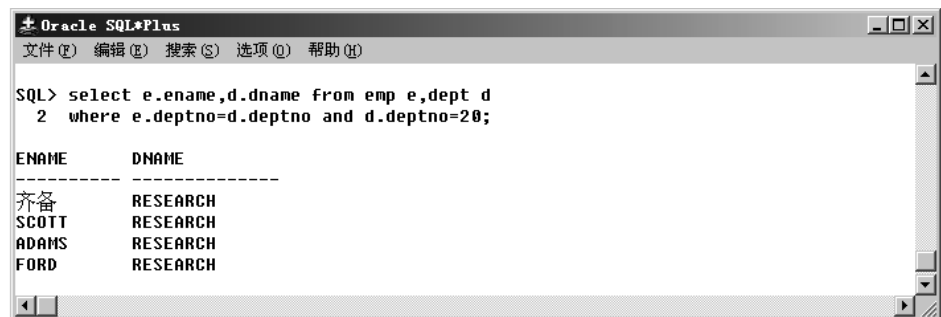 Oracle SQL*Plus
文件(F) 编辑(E) 搜索(S) 选项(O) 帮助(H)
SQL> select e.ename,d.dname from emp e,dept d
  2  where e.deptno=d.deptno and d.deptno=20;
ENAME      DNAME
---------- --------------
齐备       RESEARCH
SCOTT      RESEARCH
ADAMS      RESEARCH
FORD       RESEARCH